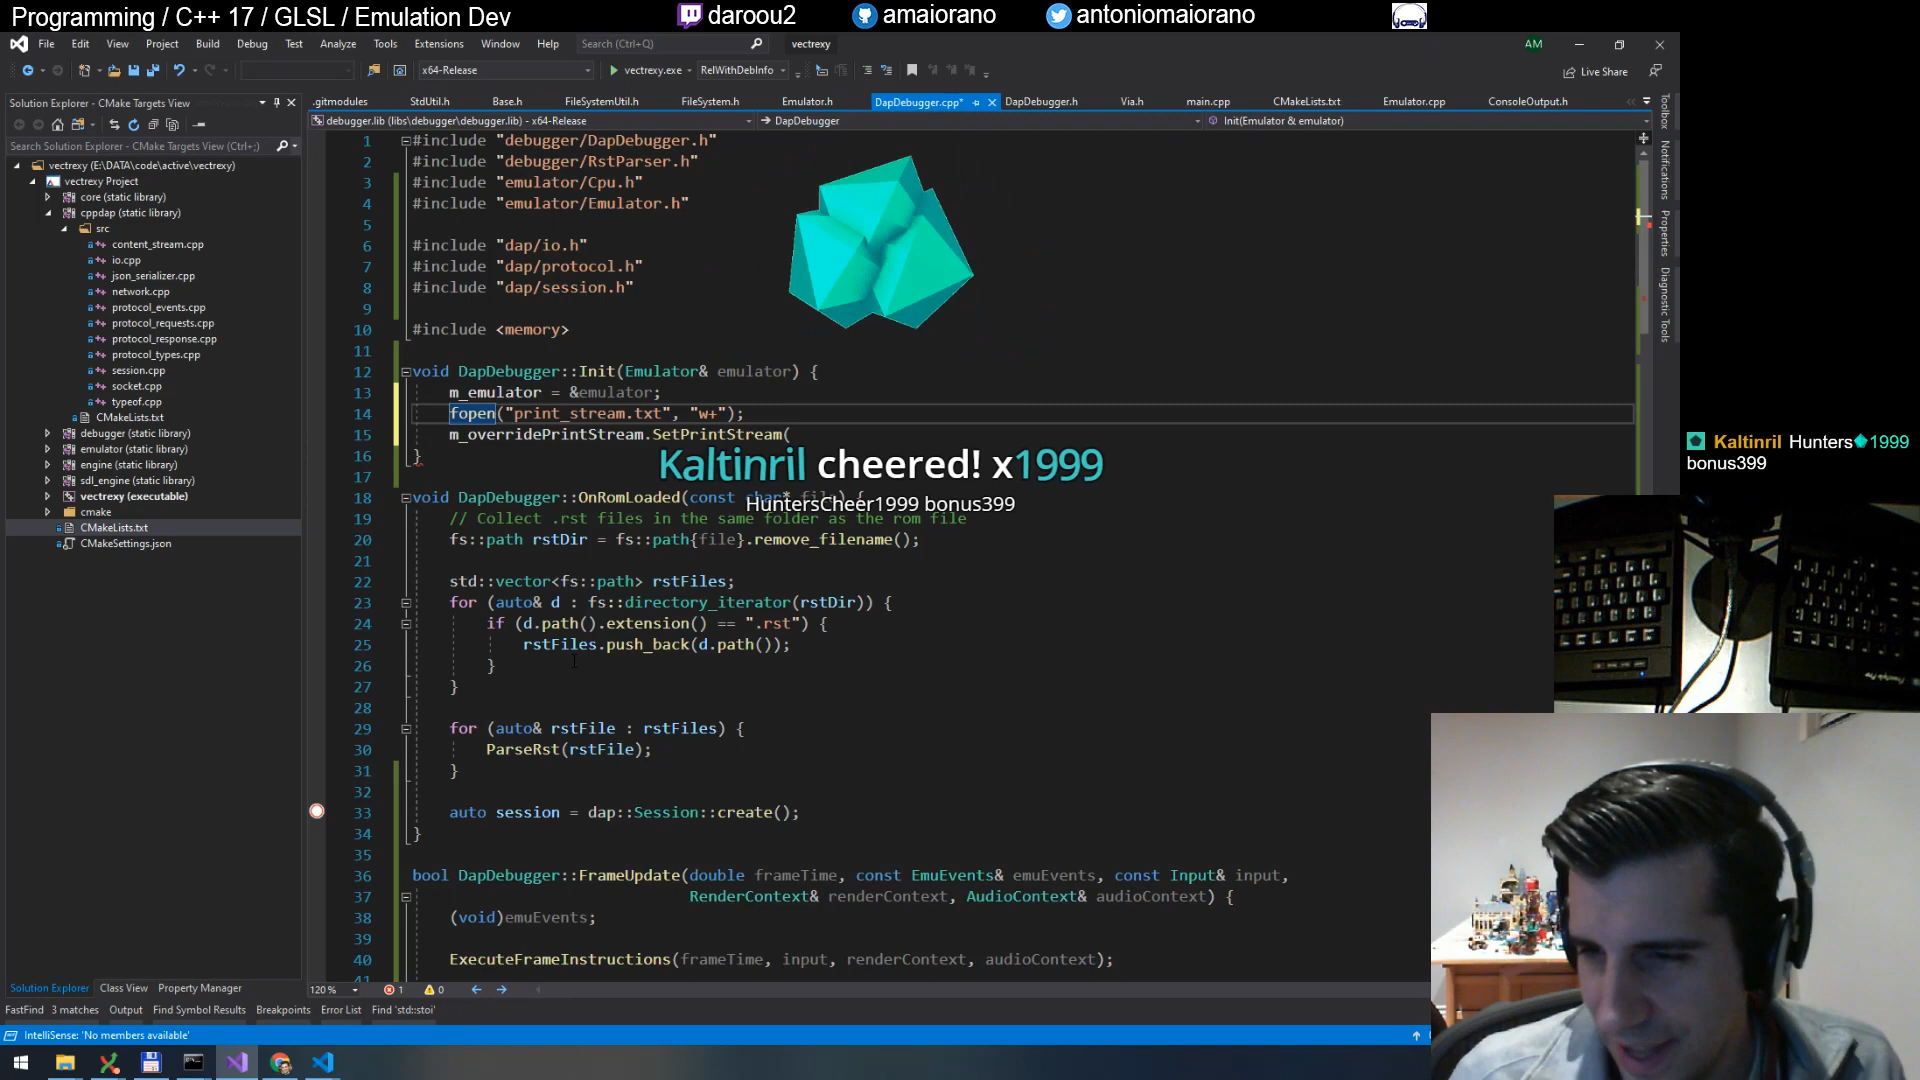 Programming / C++ 17 / GLSL / Emulation Dev
daroou2
amaiorano
antoniomaiorano
File Edit View Project Build Debug Test Analyze Tools Extensions Window Help Search (Ctrl+Q) vectrexy AM
x64-Release vectrexy.exe RelWithDebInfo Live Share
Solution Explorer - CMake Targets View
.gitmodules StdUtil.h Base.h FileSystemUtil.h FileSystem.h Emulator.h DapDebugger.cpp* DapDebugger.h Via.h main.cpp CMakeLists.txt Emulator.cpp ConsoleOutput.h
debugger.lib (libs\debugger\debugger.lib) - x64-Release DapDebugger Init(Emulator & emulator)
Search Solution Explorer - CMake Targets View (Ctrl+;)
vectrexy (E:\DATA\code\active\vectrexy)
vectrexy Project
core (static library)
cppdap (static library)
src
content_stream.cpp
io.cpp
json_serializer.cpp
network.cpp
protocol_events.cpp
protocol_requests.cpp
protocol_response.cpp
protocol_types.cpp
session.cpp
socket.cpp
typeof.cpp
CMakeLists.txt
debugger (static library)
emulator (static library)
engine (static library)
sdl_engine (static library)
vectrexy (executable)
cmake
CMakeLists.txt
CMakeSettings.json
1 #include "debugger/DapDebugger.h"
2 #include "debugger/RstParser.h"
3 #include "emulator/Cpu.h"
4 #include "emulator/Emulator.h"
5
6 #include "dap/io.h"
7 #include "dap/protocol.h"
8 #include "dap/session.h"
9
10 #include <memory>
11
12 void DapDebugger::Init(Emulator& emulator) {
13 m_emulator = &emulator;
14 fopen("print_stream.txt", "w+");
15 m_overridePrintStream.SetPrintStream(
16 }
17
18 void DapDebugger::OnRomLoaded(const char* file) {
19 // Collect .rst files in the same folder as the rom file
20 fs::path rstDir = fs::path{file}.remove_filename();
21
22 std::vector<fs::path> rstFiles;
23 for (auto& d : fs::directory_iterator(rstDir)) {
24 if (d.path().extension() == ".rst") {
25 rstFiles.push_back(d.path());
26 }
27 }
28
29 for (auto& rstFile : rstFiles) {
30 ParseRst(rstFile);
31 }
32
33 auto session = dap::Session::create();
34 }
35
36 bool DapDebugger::FrameUpdate(double frameTime, const EmuEvents& emuEvents, const Input& input,
37 RenderContext& renderContext, AudioContext& audioContext) {
38 (void)emuEvents;
39
40 ExecuteFrameInstructions(frameTime, input, renderContext, audioContext);
41
Kaltinril cheered! x1999
HuntersCheer1999 bonus399
Toolbox
Notifications
Properties
Diagnostic Tools
Kaltinril Hunters 1999
bonus399
Solution Explorer Class View Property Manager
120 % 1 0
FastFind 3 matches Output Find Symbol Results Breakpoints Error List Find 'std::stoi'
IntelliSense: 'No members available'